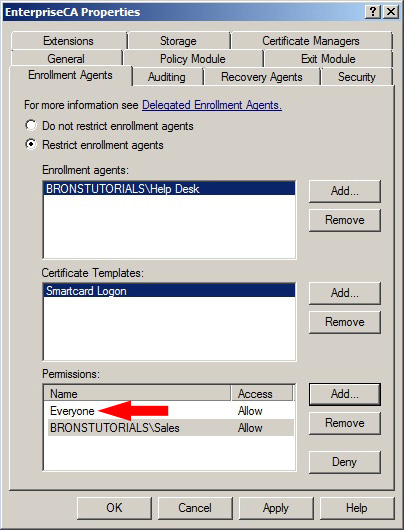 EnterpriseCA Properties
Extensions Storage Certificate Managers
General Policy Module Exit Module
Enrollment Agents Auditing Recovery Agents Security
For more information see Delegated Enrollment Agents.
Do not restrict enrollment agents
Restrict enrollment agents
Enrollment agents:
BRONSTUTORIALS\Help Desk
Add...
Remove
Certificate Templates:
Smartcard Logon
Add...
Remove
Permissions:
Name Access
Everyone Allow
BRONSTUTORIALS\Sales Allow
Add...
Remove
Deny
OK Cancel Apply Help